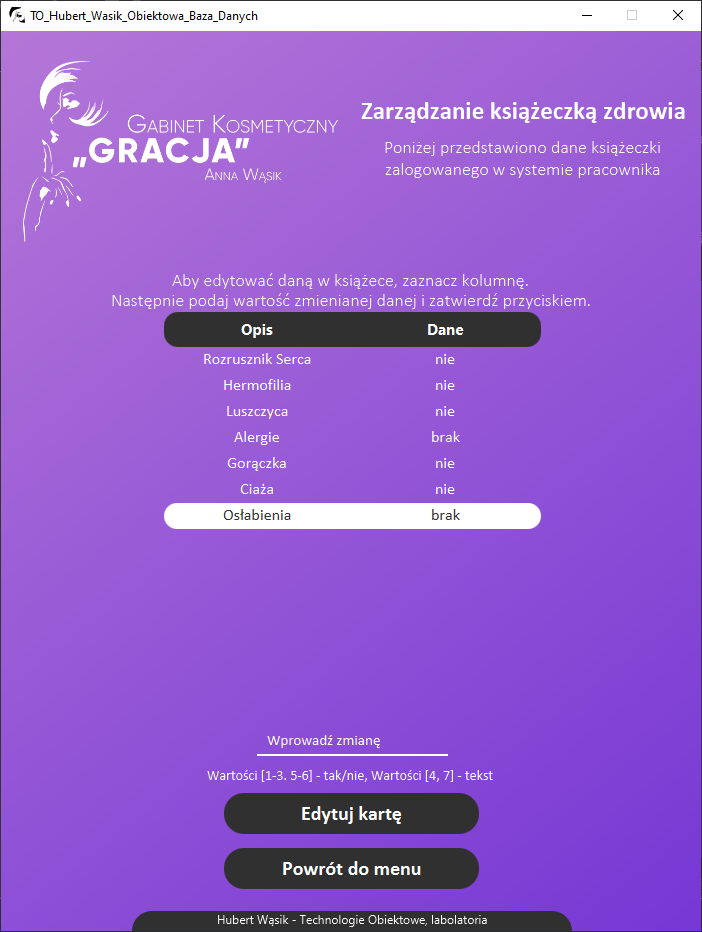 TO_Hubert_Wasik_Obiektowa_Baza_Danych
GABINET KOSMETYCZNY
„GRACJA”
ANNA WĄSIK
Zarządzanie książeczką zdrowia
Poniżej przedstawiono dane książeczki
zalogowanego w systemie pracownika
Aby edytować daną w książece, zaznacz kolumnę.
Następnie podaj wartość zmienianej danej i zatwierdź przyciskiem.
Opis Dane
Rozrusznik Serca nie
Hermofilia nie
Luszczyca nie
Alergie brak
Gorączka nie
Ciaża nie
Osłabienia brak
Wprowadź zmianę
Wartości [1-3. 5-6] - tak/nie, Wartości [4, 7] - tekst
Edytuj kartę
Powrót do menu
Hubert Wąsik - Technologie Obiektowe, labolatoria